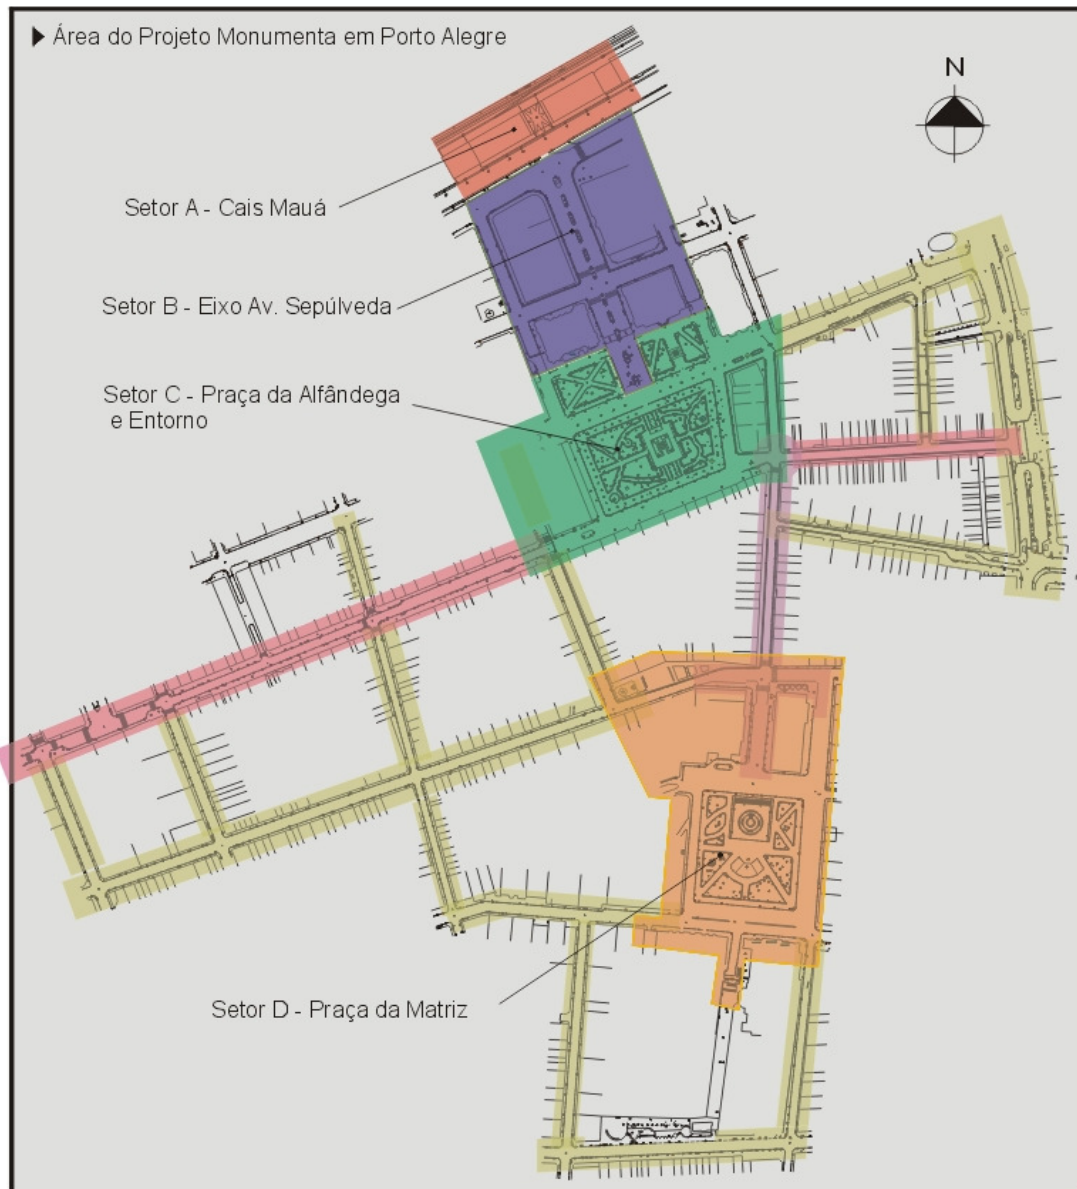 Área do Projeto Monumenta em Porto Alegre
N
Setor A - Cais Mauá
Setor B - Eixo Av. Sepúlveda
Setor C - Praça da Alfândega
e Entorno
Setor D - Praça da Matriz